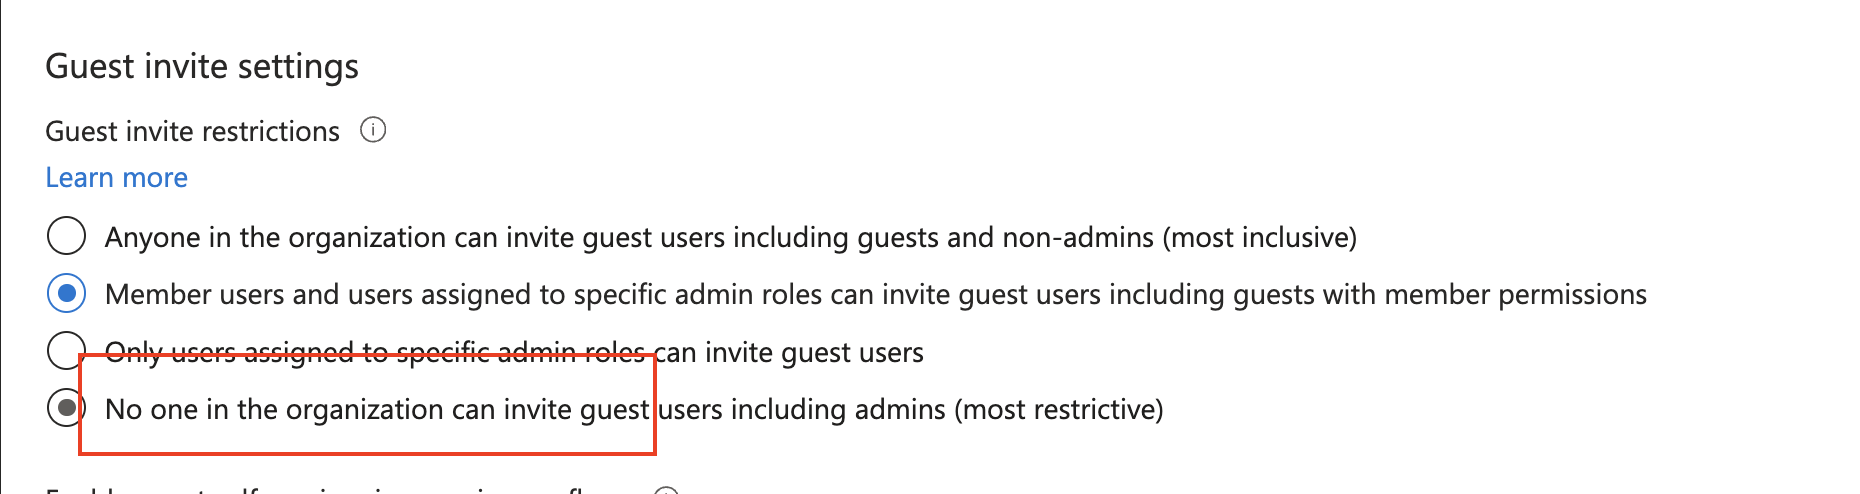 Guest invite settings
Guest invite restrictions
Learn more
Anyone in the organization can invite guest users including guests and non-admins (most inclusive)
Member users and users assigned to specific admin roles can invite guest users including guests with member permissions
Only users assigned to specific admin roles can invite guest users
No one in the organization can invite guest users including admins (most restrictive)